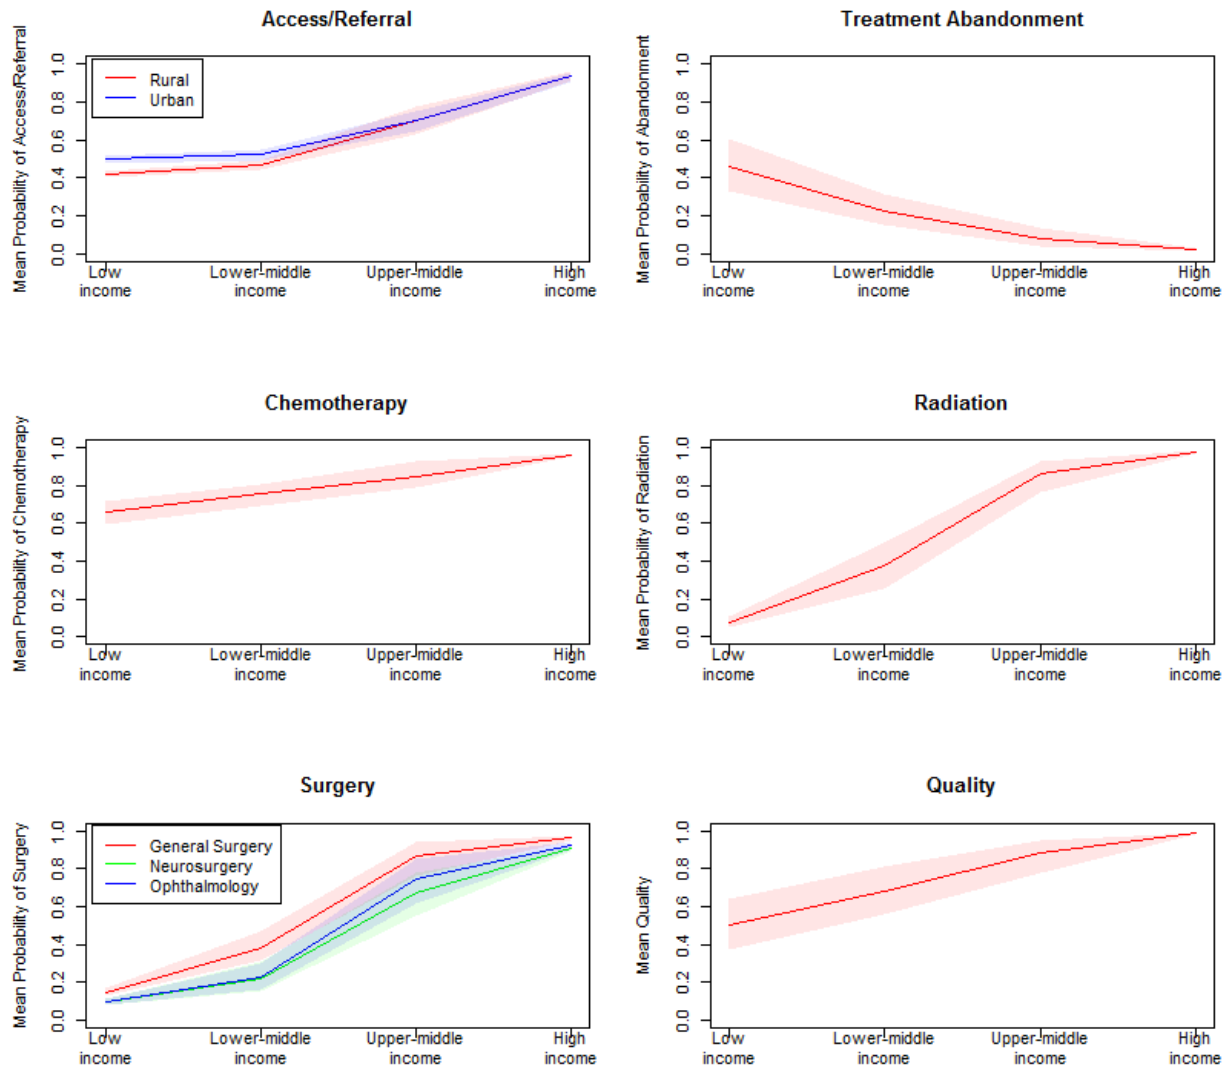 Access/Referral
Mean Probability of Access/Referral
1.0
0.8
0.6
0.4
0.2
0.0
Rural
Urban
Low income
Lower-middle income
Upper-middle income
High income
Treatment Abandonment
Mean Probability of Abandonment
1.0
0.8
0.6
0.4
0.2
0.0
Low income
Lower-middle income
Upper-middle income
High income
Chemotherapy
Mean Probability of Chemotherapy
1.0
0.8
0.6
0.4
0.2
0.0
Low income
Lower-middle income
Upper-middle income
High income
Radiation
Mean Probability of Radiation
1.0
0.8
0.6
0.4
0.2
0.0
Low income
Lower-middle income
Upper-middle income
High income
Surgery
Mean Probability of Surgery
1.0
0.8
0.6
0.4
0.2
0.0
General Surgery
Neurosurgery
Ophthalmology
Low income
Lower-middle income
Upper-middle income
High income
Quality
Mean Quality
1.0
0.8
0.6
0.4
0.2
0.0
Low income
Lower-middle income
Upper-middle income
High income